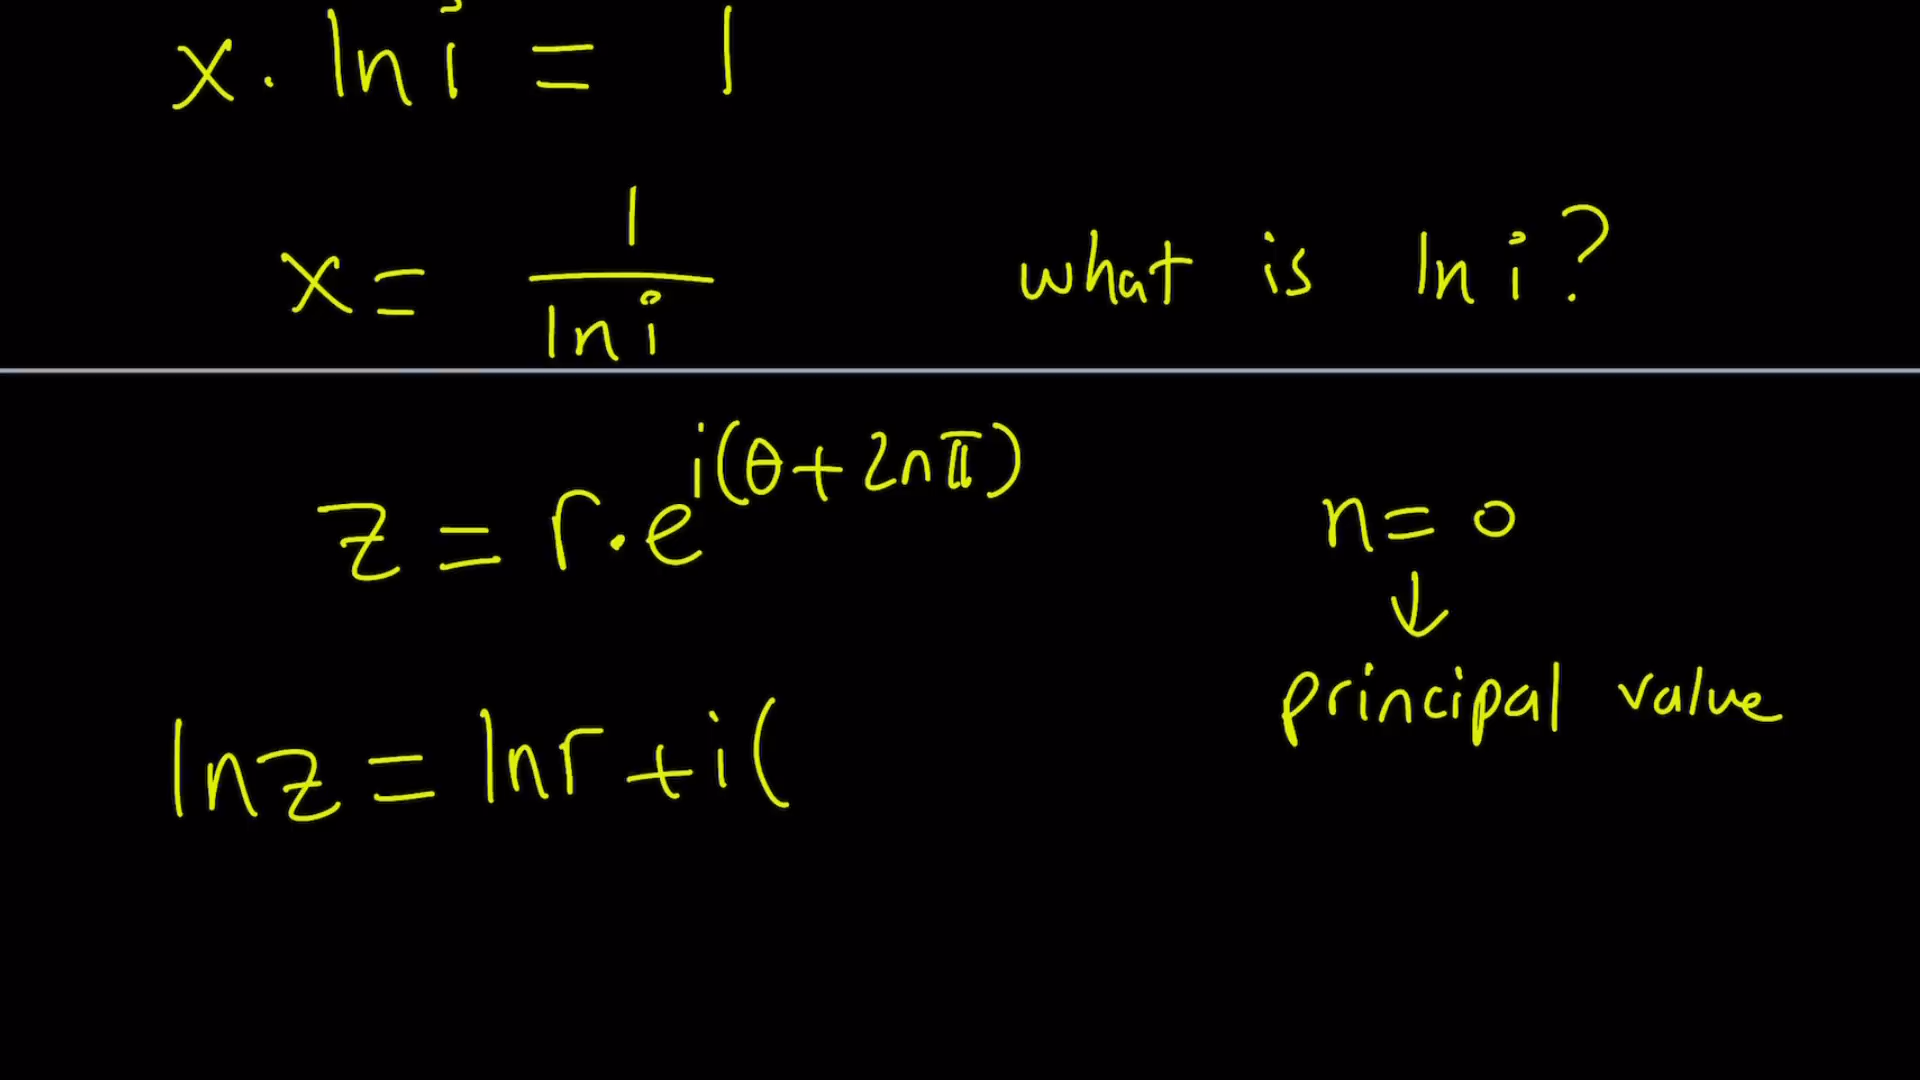 x · ln i = 1
x = 1/ln i what is ln i?
z = r · e^i(θ + 2nπ) n = 0
↓
principal value
ln z = ln r + i(